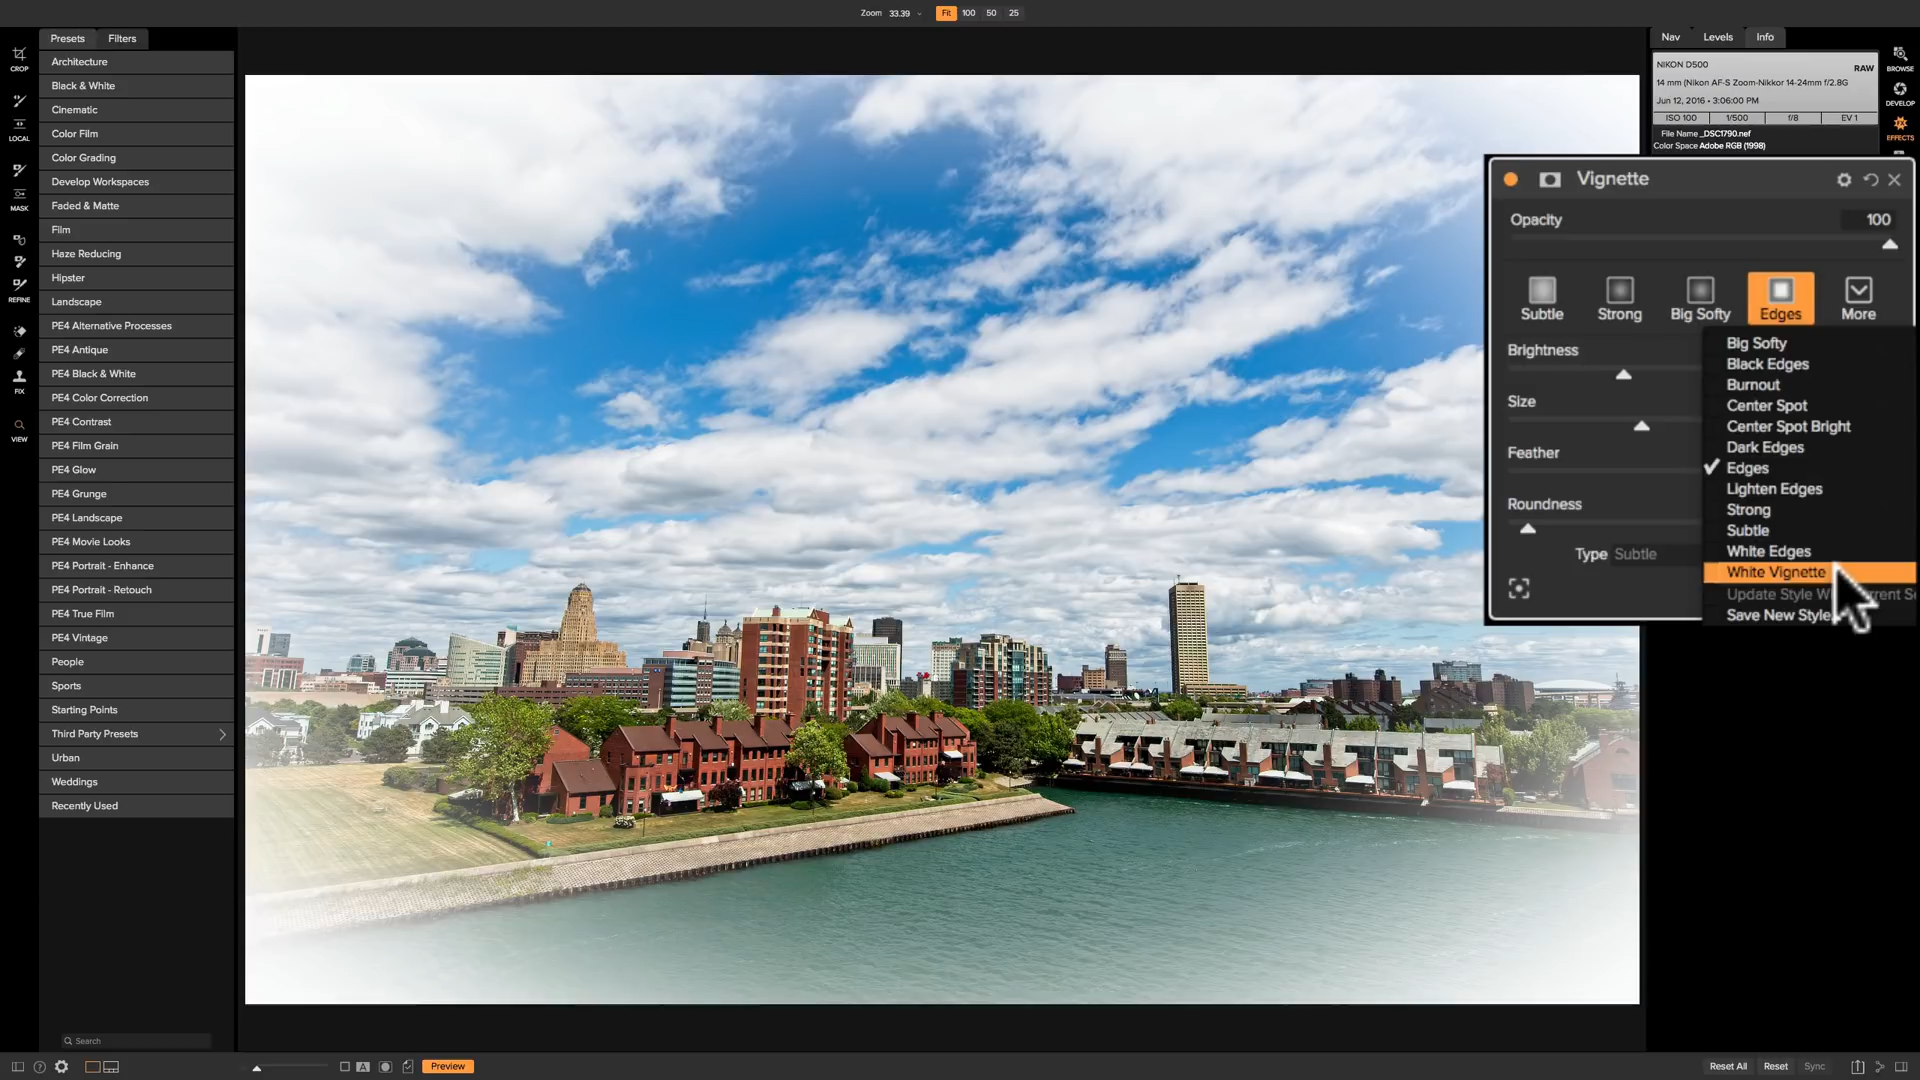 Zoom 33.39 Fit 100 50 25
Presets Filters
Nav Levels Info
CROP
LOCAL
MASK
REFINE
FIX
VIEW
Architecture
Black & White
Cinematic
Color Film
Color Grading
Develop Workspaces
Faded & Matte
Film
Haze Reducing
Hipster
Landscape
PE4 Alternative Processes
PE4 Antique
PE4 Black & White
PE4 Color Correction
PE4 Contrast
PE4 Film Grain
PE4 Glow
PE4 Grunge
PE4 Landscape
PE4 Movie Looks
PE4 Portrait - Enhance
PE4 Portrait - Retouch
PE4 True Film
PE4 Vintage
People
Sports
Starting Points
Third Party Presets
Urban
Weddings
Recently Used
Search
NIKON D500 RAW
14 mm (Nikon AF-S Zoom-Nikkor 14-24mm f/2.8G
Jun 12, 2016 • 3:06:00 PM
ISO 100 1/500 f/8 EV 1
File Name _DSC1790.nef
Color Space Adobe RGB (1998)
BROWSE
DEVELOP
EFFECTS
Vignette
Opacity 100
Subtle Strong Big Softy Edges More
Brightness
Size
Feather
Roundness
Type Subtle
Big Softy
Black Edges
Burnout
Center Spot
Center Spot Bright
Dark Edges
Edges
Lighten Edges
Strong
Subtle
White Edges
White Vignette
Update Style
Save New Style
A Preview
Reset All Reset Sync